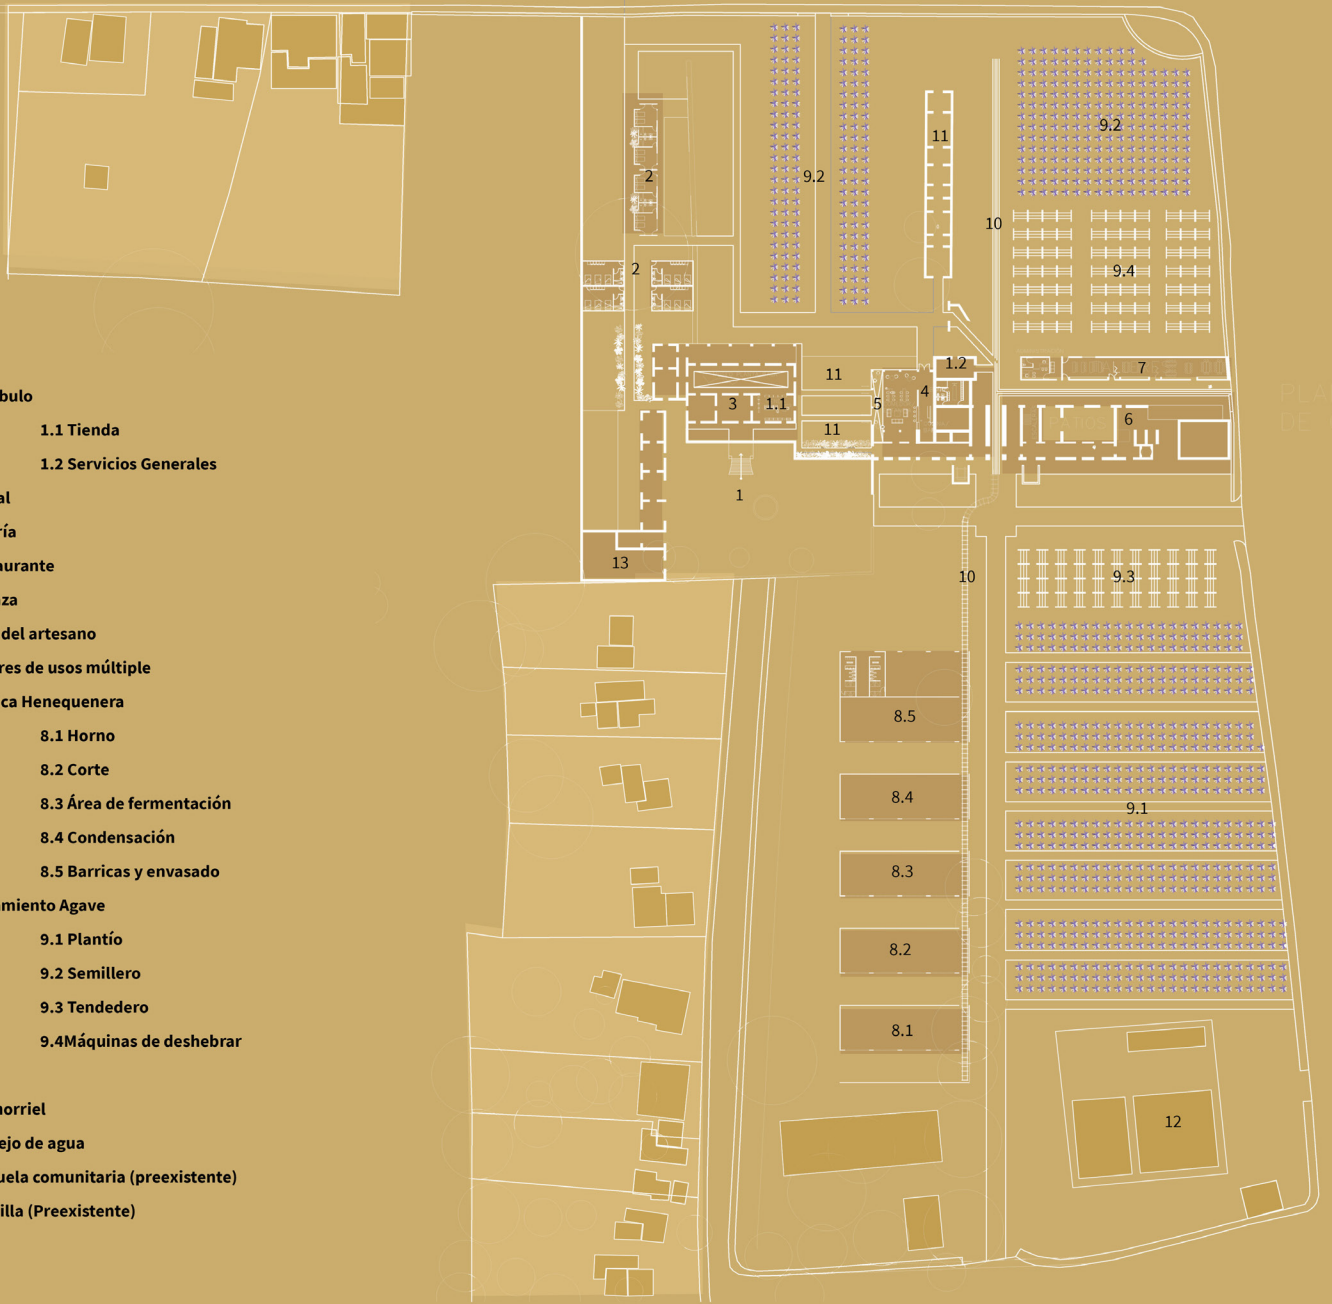 bulo
1.1 Tienda
1.2 Servicios Generales
al
ría
aurante
aza
del artesano
res de usos múltiple
ca Henequenera
8.1 Horno
8.2 Corte
8.3 Área de fermentación
8.4 Condensación
8.5 Barricas y envasado
miento Agave
9.1 Plantío
9.2 Semillero
9.3 Tendedero
9.4Máquinas de deshebrar
norriel
ejo de agua
uela comunitaria (preexistente)
illa (Preexistente)
9.2
11
2
9.2
10
2
9.4
1.2
7
11
4
3
1.1
5
6
11
1
13
10
9.3
8.5
8.4
9.1
8.3
8.2
8.1
12
PLA